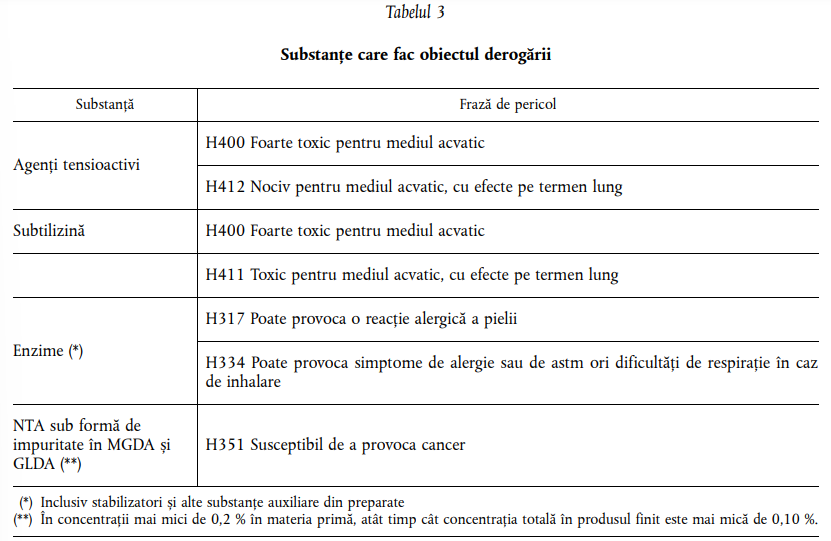 Tabelul 3
Substanțe care fac obiectul derogării
Substanță
Frază de pericol
Agenți tensioactivi
H400 Foarte toxic pentru mediul acvatic
H412 Nociv pentru mediul acvatic, cu efecte pe termen lung
Subtilizină
H400 Foarte toxic pentru mediul acvatic
H411 Toxic pentru mediul acvatic, cu efecte pe termen lung
Enzime (*)
H317 Poate provoca o reacție alergică a pielii
H334 Poate provoca simptome de alergie sau de astm ori dificultăți de respirație în caz
de inhalare
NTA sub formă de
impuritate în MGDA și
GLDA (**)
H351 Susceptibil de a provoca cancer
(*) Inclusiv stabilizatori și alte substanțe auxiliare din preparate
(**) În concentrații mai mici de 0,2 % în materia primă, atât timp cât concentrația totală în produsul finit este mai mică de 0,10 %.